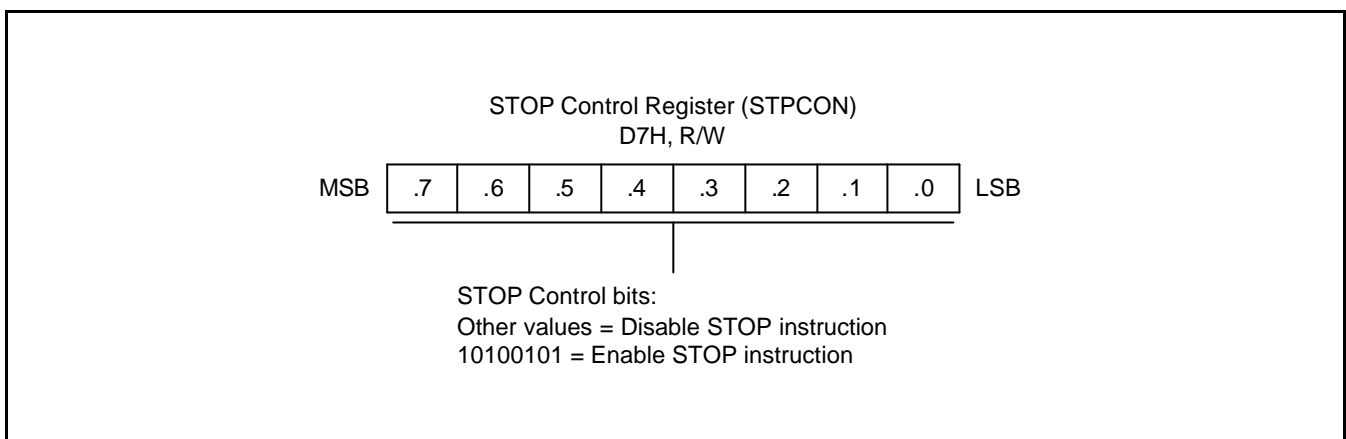 STOP Control Register (STPCON)
D7H, R/W
MSB .7 .6 .5 .4 .3 .2 .1 .0 LSB
STOP Control bits:
Other values = Disable STOP instruction
10100101 = Enable STOP instruction